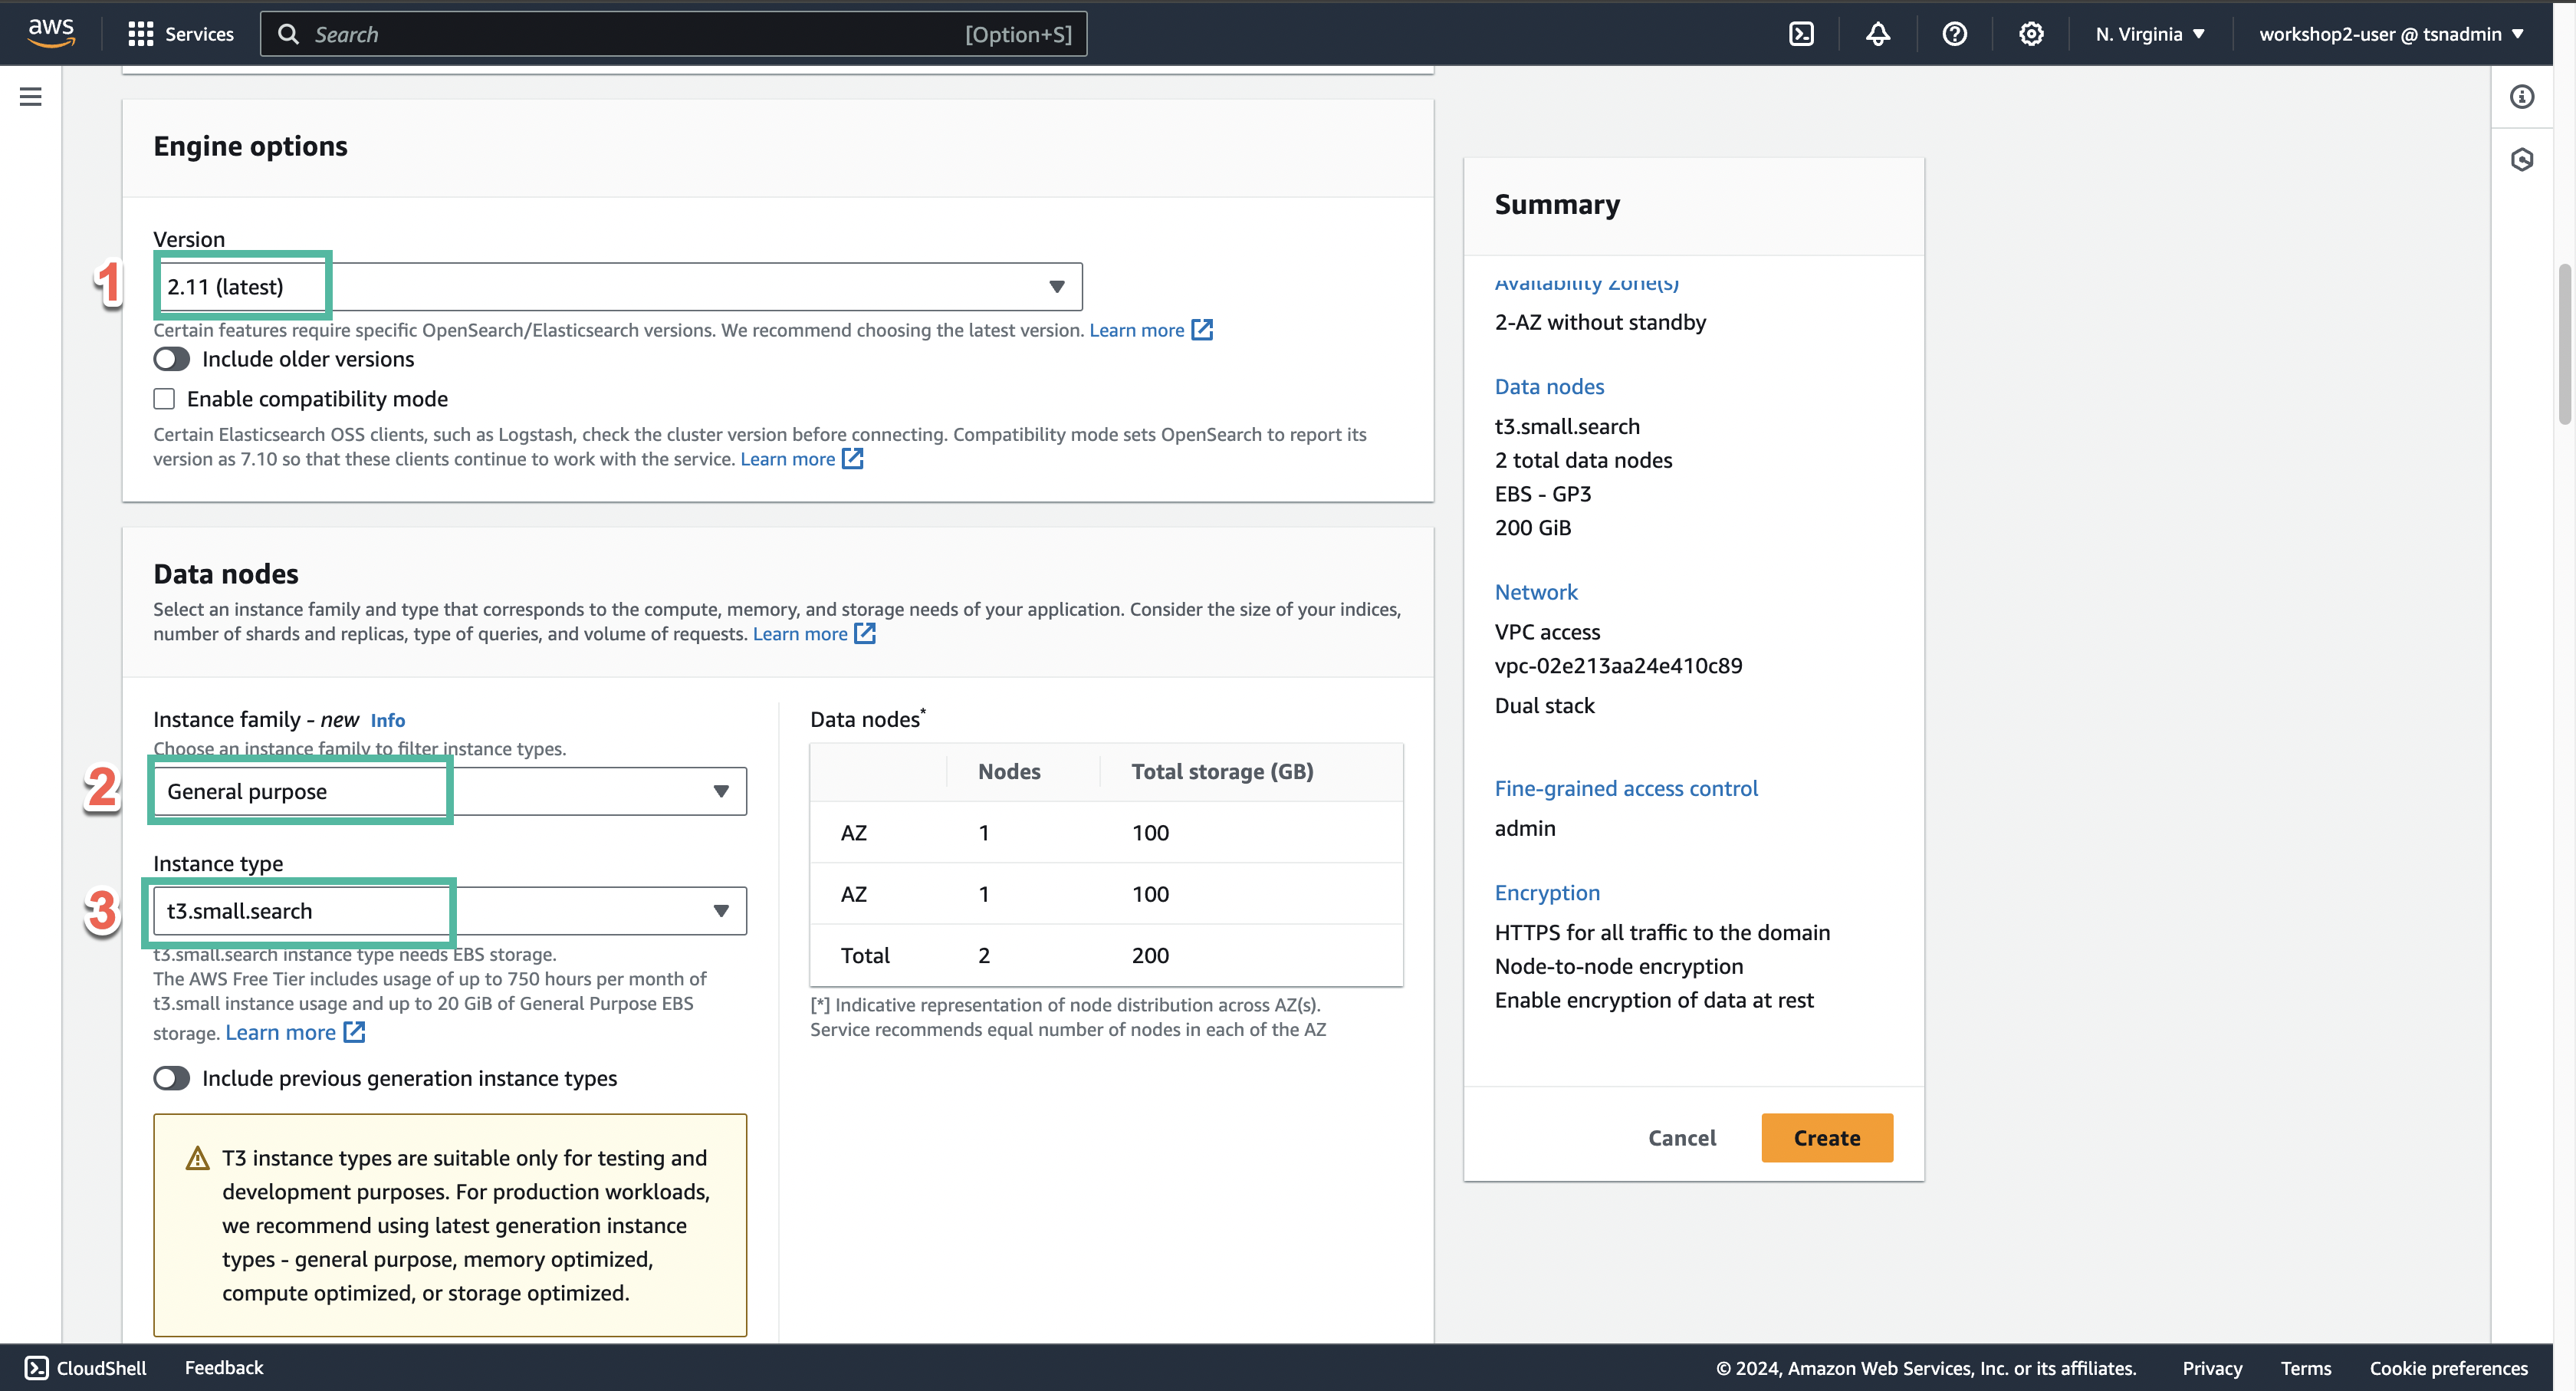 aws
Services
Search
[Option+S]
N. Virginia
workshop2-user @ tsnadmin
Engine options
Version
1
2.11 (latest)
Certain features require specific OpenSearch/Elasticsearch versions. We recommend choosing the latest version. Learn more
Include older versions
Enable compatibility mode
Certain Elasticsearch OSS clients, such as Logstash, check the cluster version before connecting. Compatibility mode sets OpenSearch to report its
version as 7.10 so that these clients continue to work with the service. Learn more
Data nodes
Select an instance family and type that corresponds to the compute, memory, and storage needs of your application. Consider the size of your indices,
number of shards and replicas, type of queries, and volume of requests. Learn more
Instance family - new Info
Choose an instance family to filter instance types.
2
General purpose
Instance type
3
t3.small.search
t3.small.search instance type needs EBS storage.
The AWS Free Tier includes usage of up to 750 hours per month of
t3.small instance usage and up to 20 GiB of General Purpose EBS
storage. Learn more
Include previous generation instance types
T3 instance types are suitable only for testing and
development purposes. For production workloads,
we recommend using latest generation instance
types - general purpose, memory optimized,
compute optimized, or storage optimized.
Data nodes*
Nodes Total storage (GB)
AZ 1 100
AZ 1 100
Total 2 200
[*] Indicative representation of node distribution across AZ(s).
Service recommends equal number of nodes in each of the AZ
Summary
Availability Zone(s)
2-AZ without standby
Data nodes
t3.small.search
2 total data nodes
EBS - GP3
200 GiB
Network
VPC access
vpc-02e213aa24e410c89
Dual stack
Fine-grained access control
admin
Encryption
HTTPS for all traffic to the domain
Node-to-node encryption
Enable encryption of data at rest
Cancel
Create
CloudShell
Feedback
© 2024, Amazon Web Services, Inc. or its affiliates.
Privacy
Terms
Cookie preferences